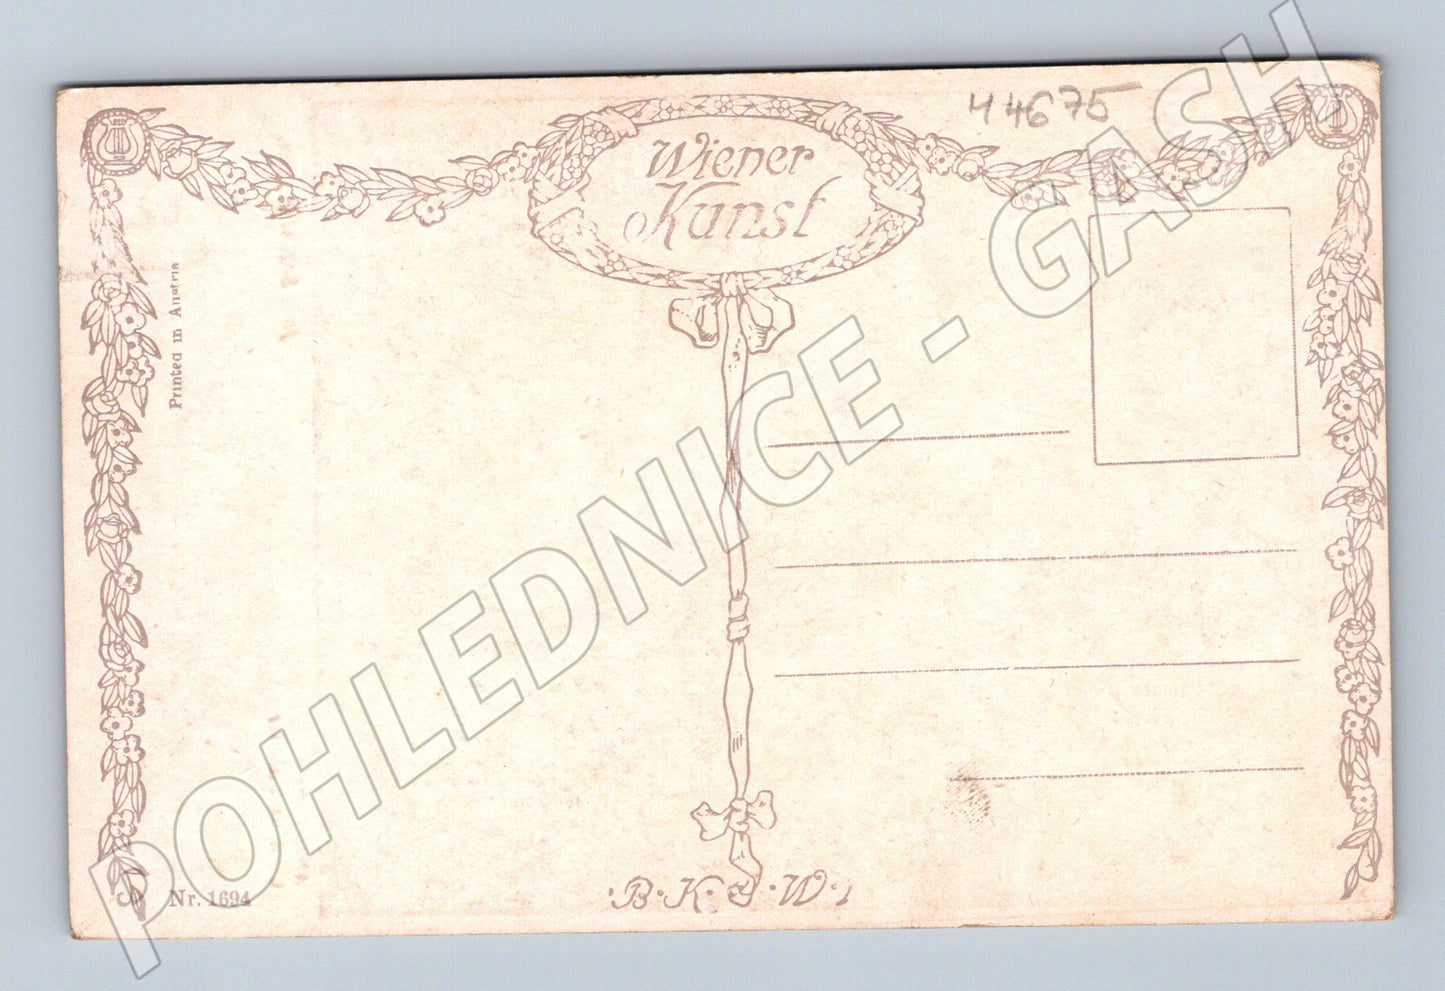 44675
Wiener
Kunst
Printed in Austria
POHLEDNICE - GASH
Nr. 1694
·B·K·W·I